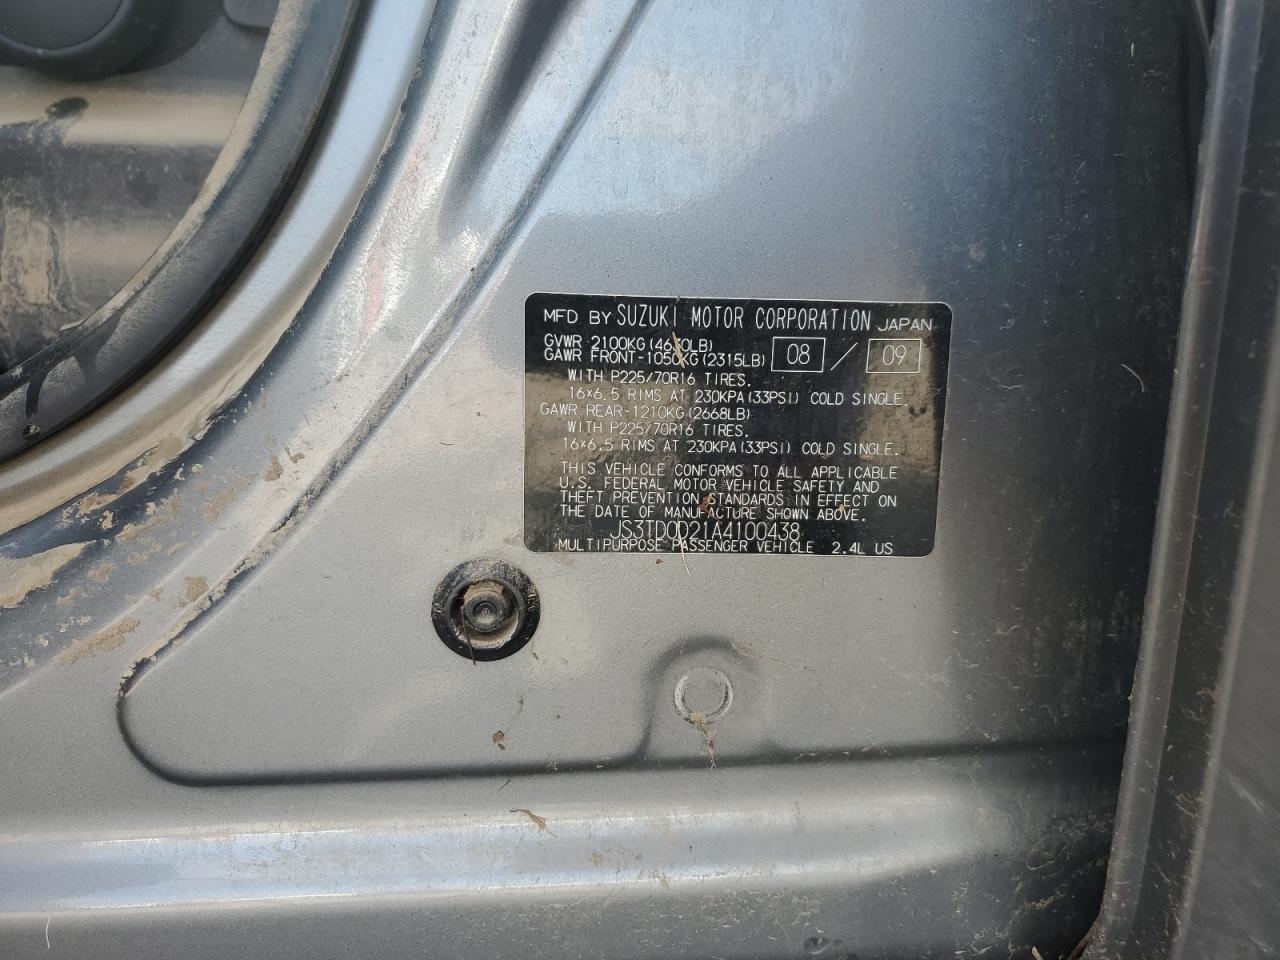 MFD BY SUZUKI MOTOR CORPORATION JAPAN
GVWR 2100KG(4630LB)
GAWR FRONT-1050KG(2315LB) 08 / 09
WITH P225/70R16 TIRES.
16×6.5 RIMS AT 230KPA(33PSI) COLD SINGLE.
GAWR REAR-1210KG(2668LB)
WITH P225/70R16 TIRES.
16×6.5 RIMS AT 230KPA(33PSI) COLD SINGLE.
THIS VEHICLE CONFORMS TO ALL APPLICABLE
U.S. FEDERAL MOTOR VEHICLE SAFETY AND
THEFT PREVENTION STANDARDS IN EFFECT ON
THE DATE OF MANUFACTURE SHOWN ABOVE.
JS3TD0D21A4100438
MULTIPURPOSE PASSENGER VEHICLE 2.4L US